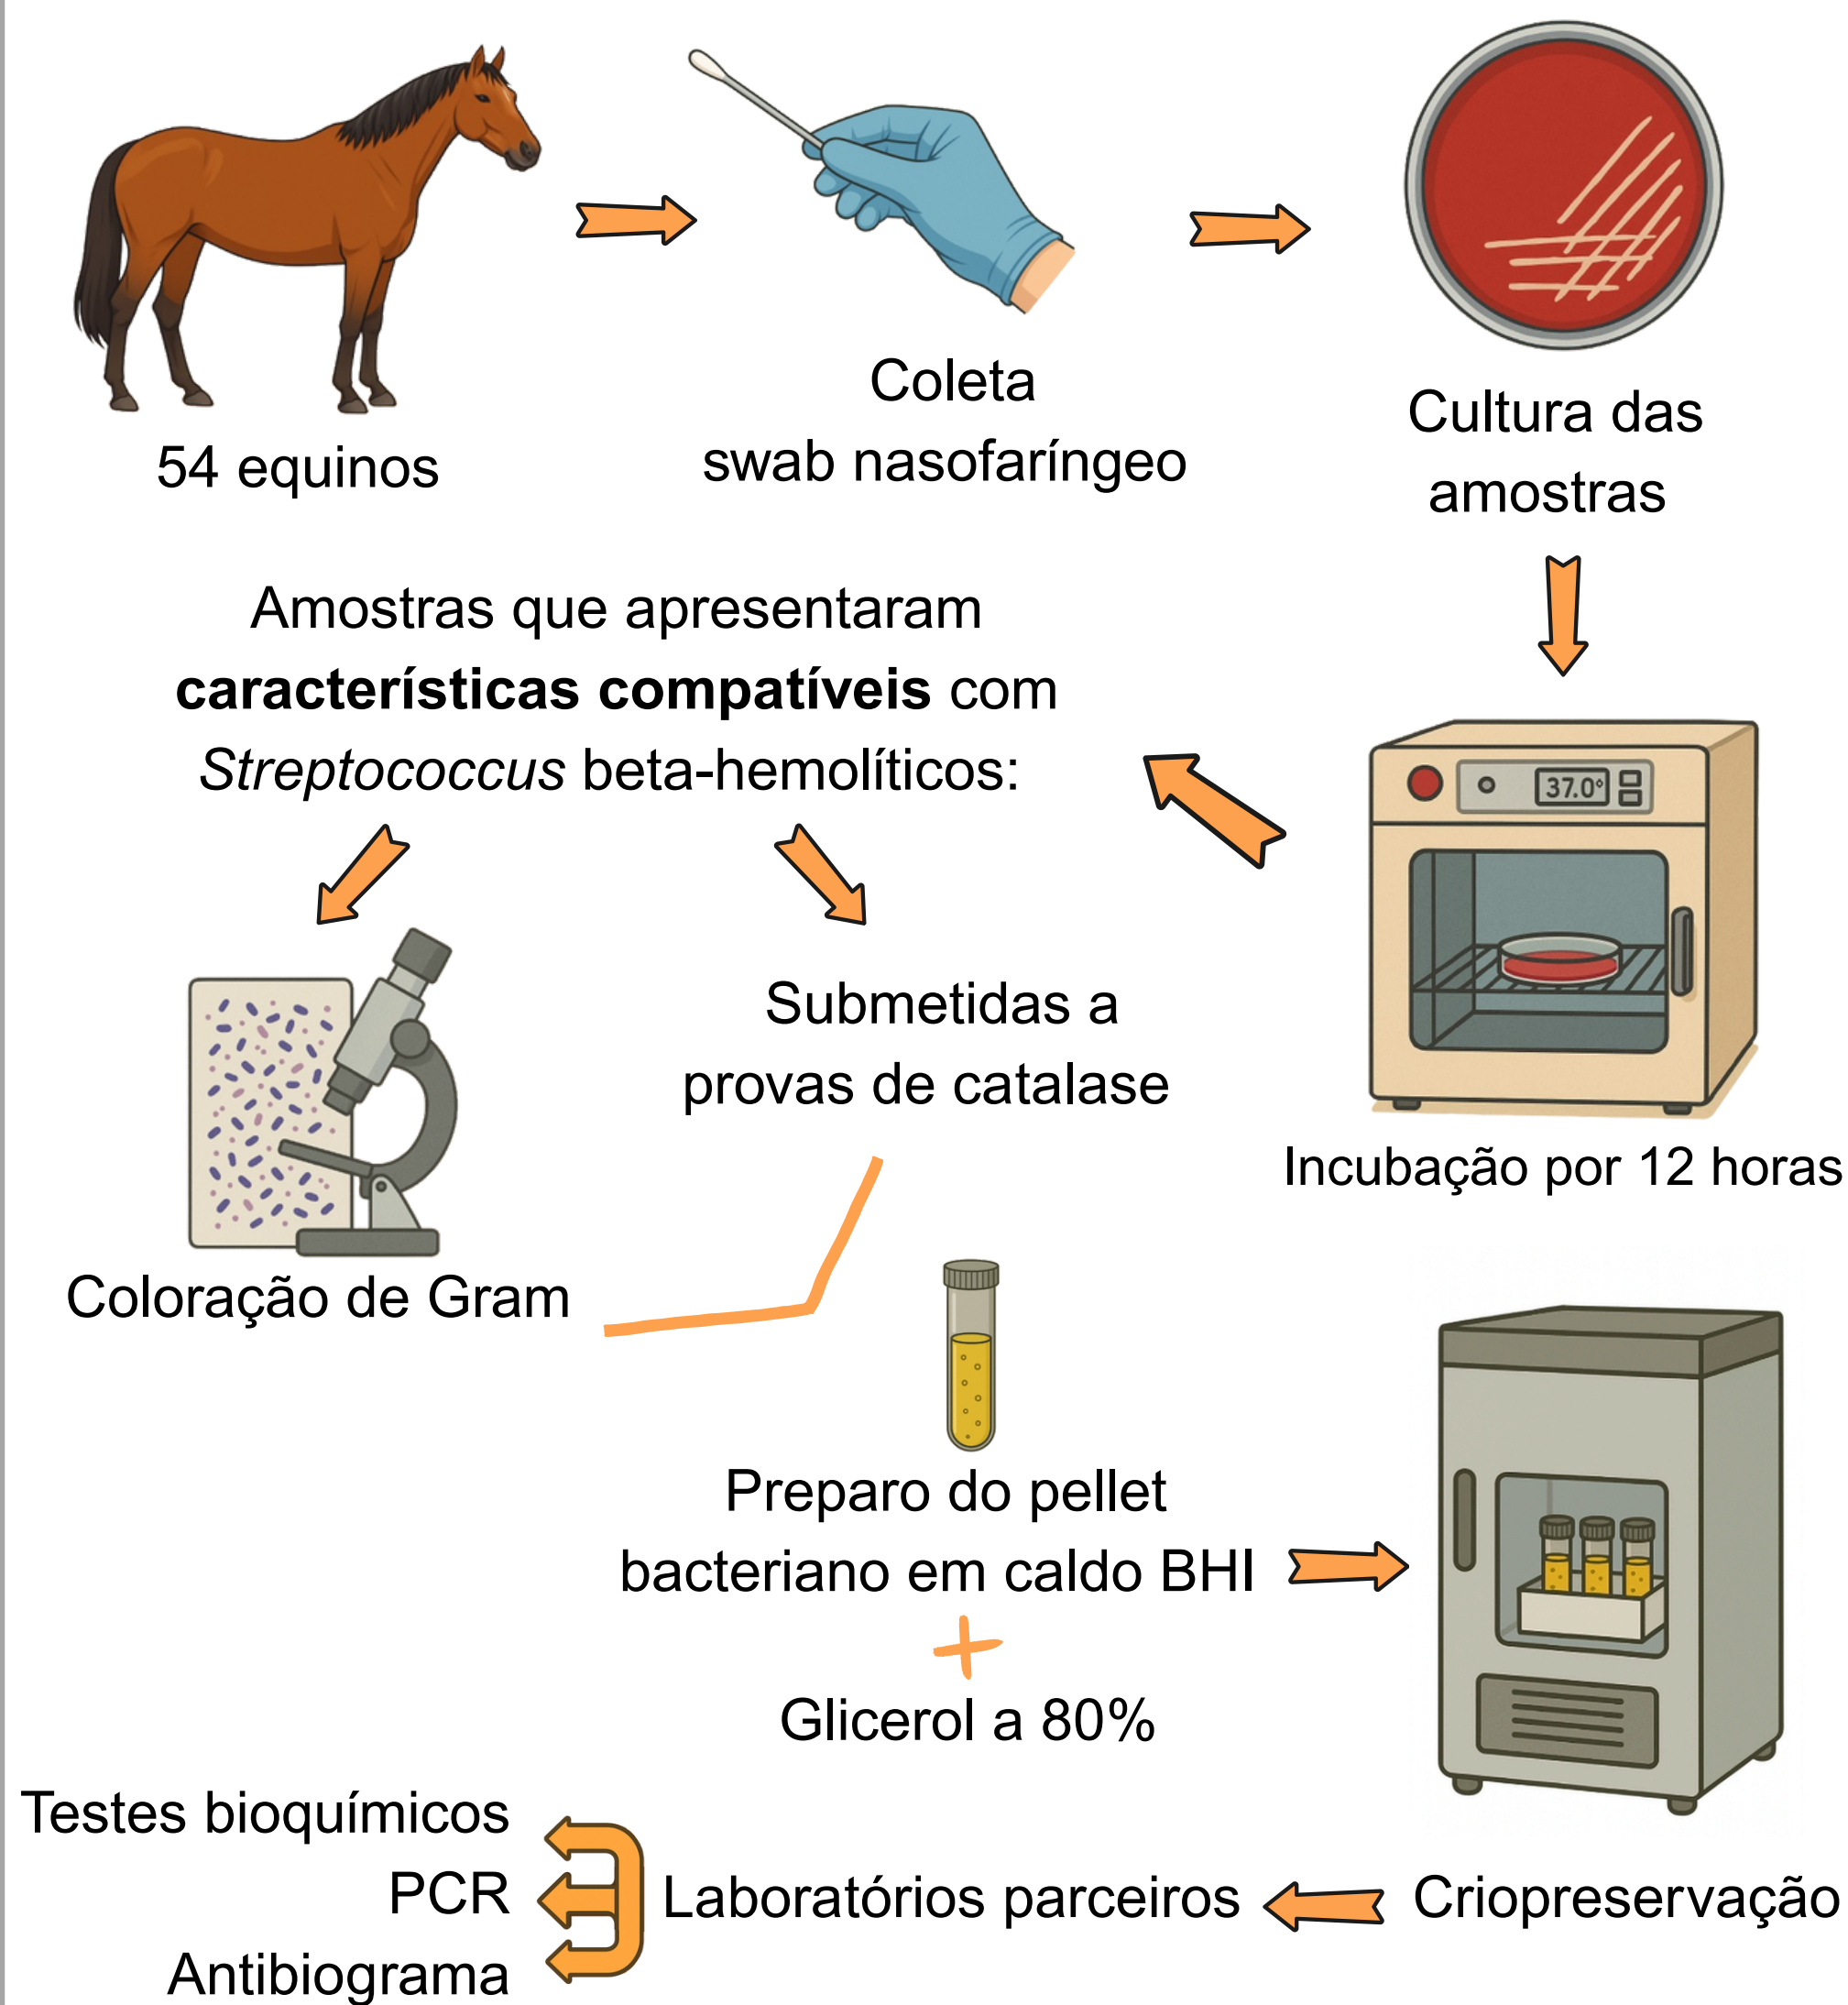 54 equinos
Coleta
swab nasofaríngeo
Cultura das
amostras
37.0°
Incubação por 12 horas
Amostras que apresentaram
características compatíveis com
Streptococcus beta-hemolíticos:
Coloração de Gram
Submetidas a
provas de catalase
Preparo do pellet
bacteriano em caldo BHI
Glicerol a 80%
Criopreservação
Laboratórios parceiros
Testes bioquímicos
PCR
Antibiograma